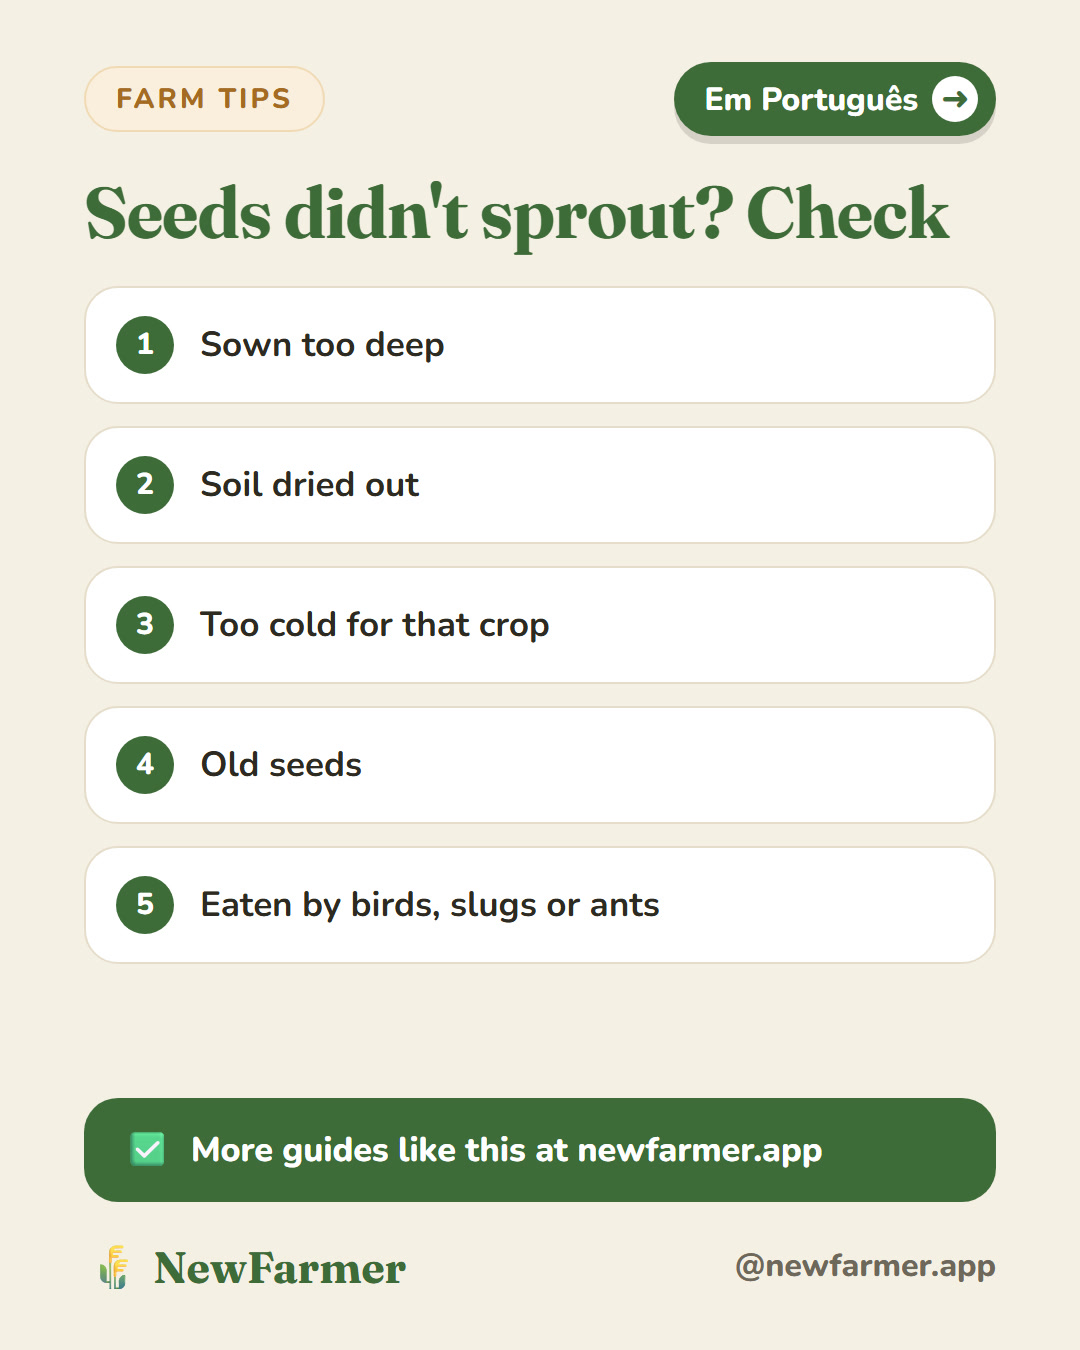 FARM TIPS
Em Português →
Seeds didn't sprout? Check
1 Sown too deep
2 Soil dried out
3 Too cold for that crop
4 Old seeds
5 Eaten by birds, slugs or ants
✅ More guides like this at newfarmer.app
NewFarmer
@newfarmer.app